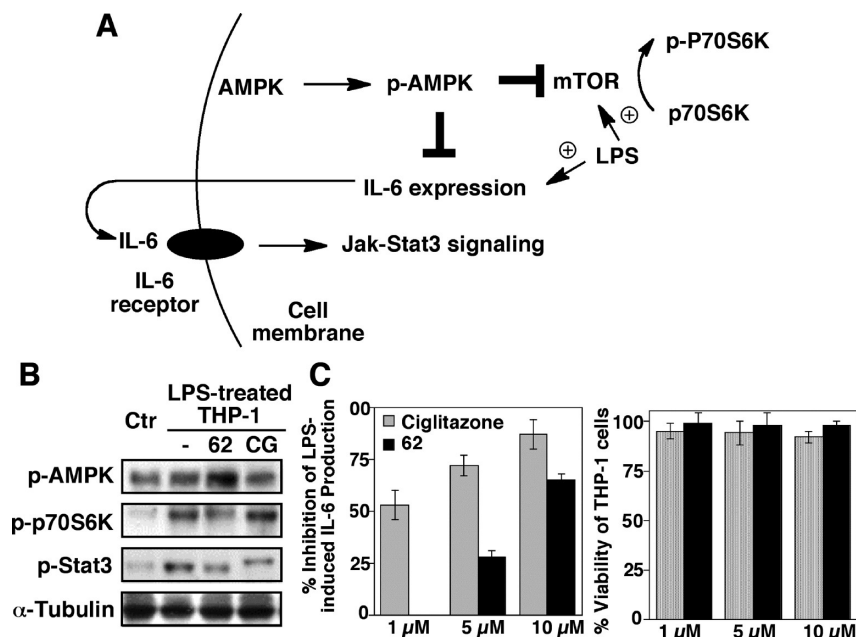 A
AMPK
p-AMPK
mTOR
p-P70S6K
p70S6K
⊕
⊕
LPS
IL-6 expression
IL-6
Jak-Stat3 signaling
IL-6
receptor
Cell
membrane
B
LPS-treated
THP-1
Ctr
- 62 CG
p-AMPK
p-p70S6K
p-Stat3
α-Tubulin
C
% Inhibition of LPS-
induced IL-6 Production
00
75
50
25
0
Ciglitazone
62
1 µM 5 µM 10 µM
% Viability of THP-1 cells
100
75
50
25
0
1 µM 5 µM 10 µM